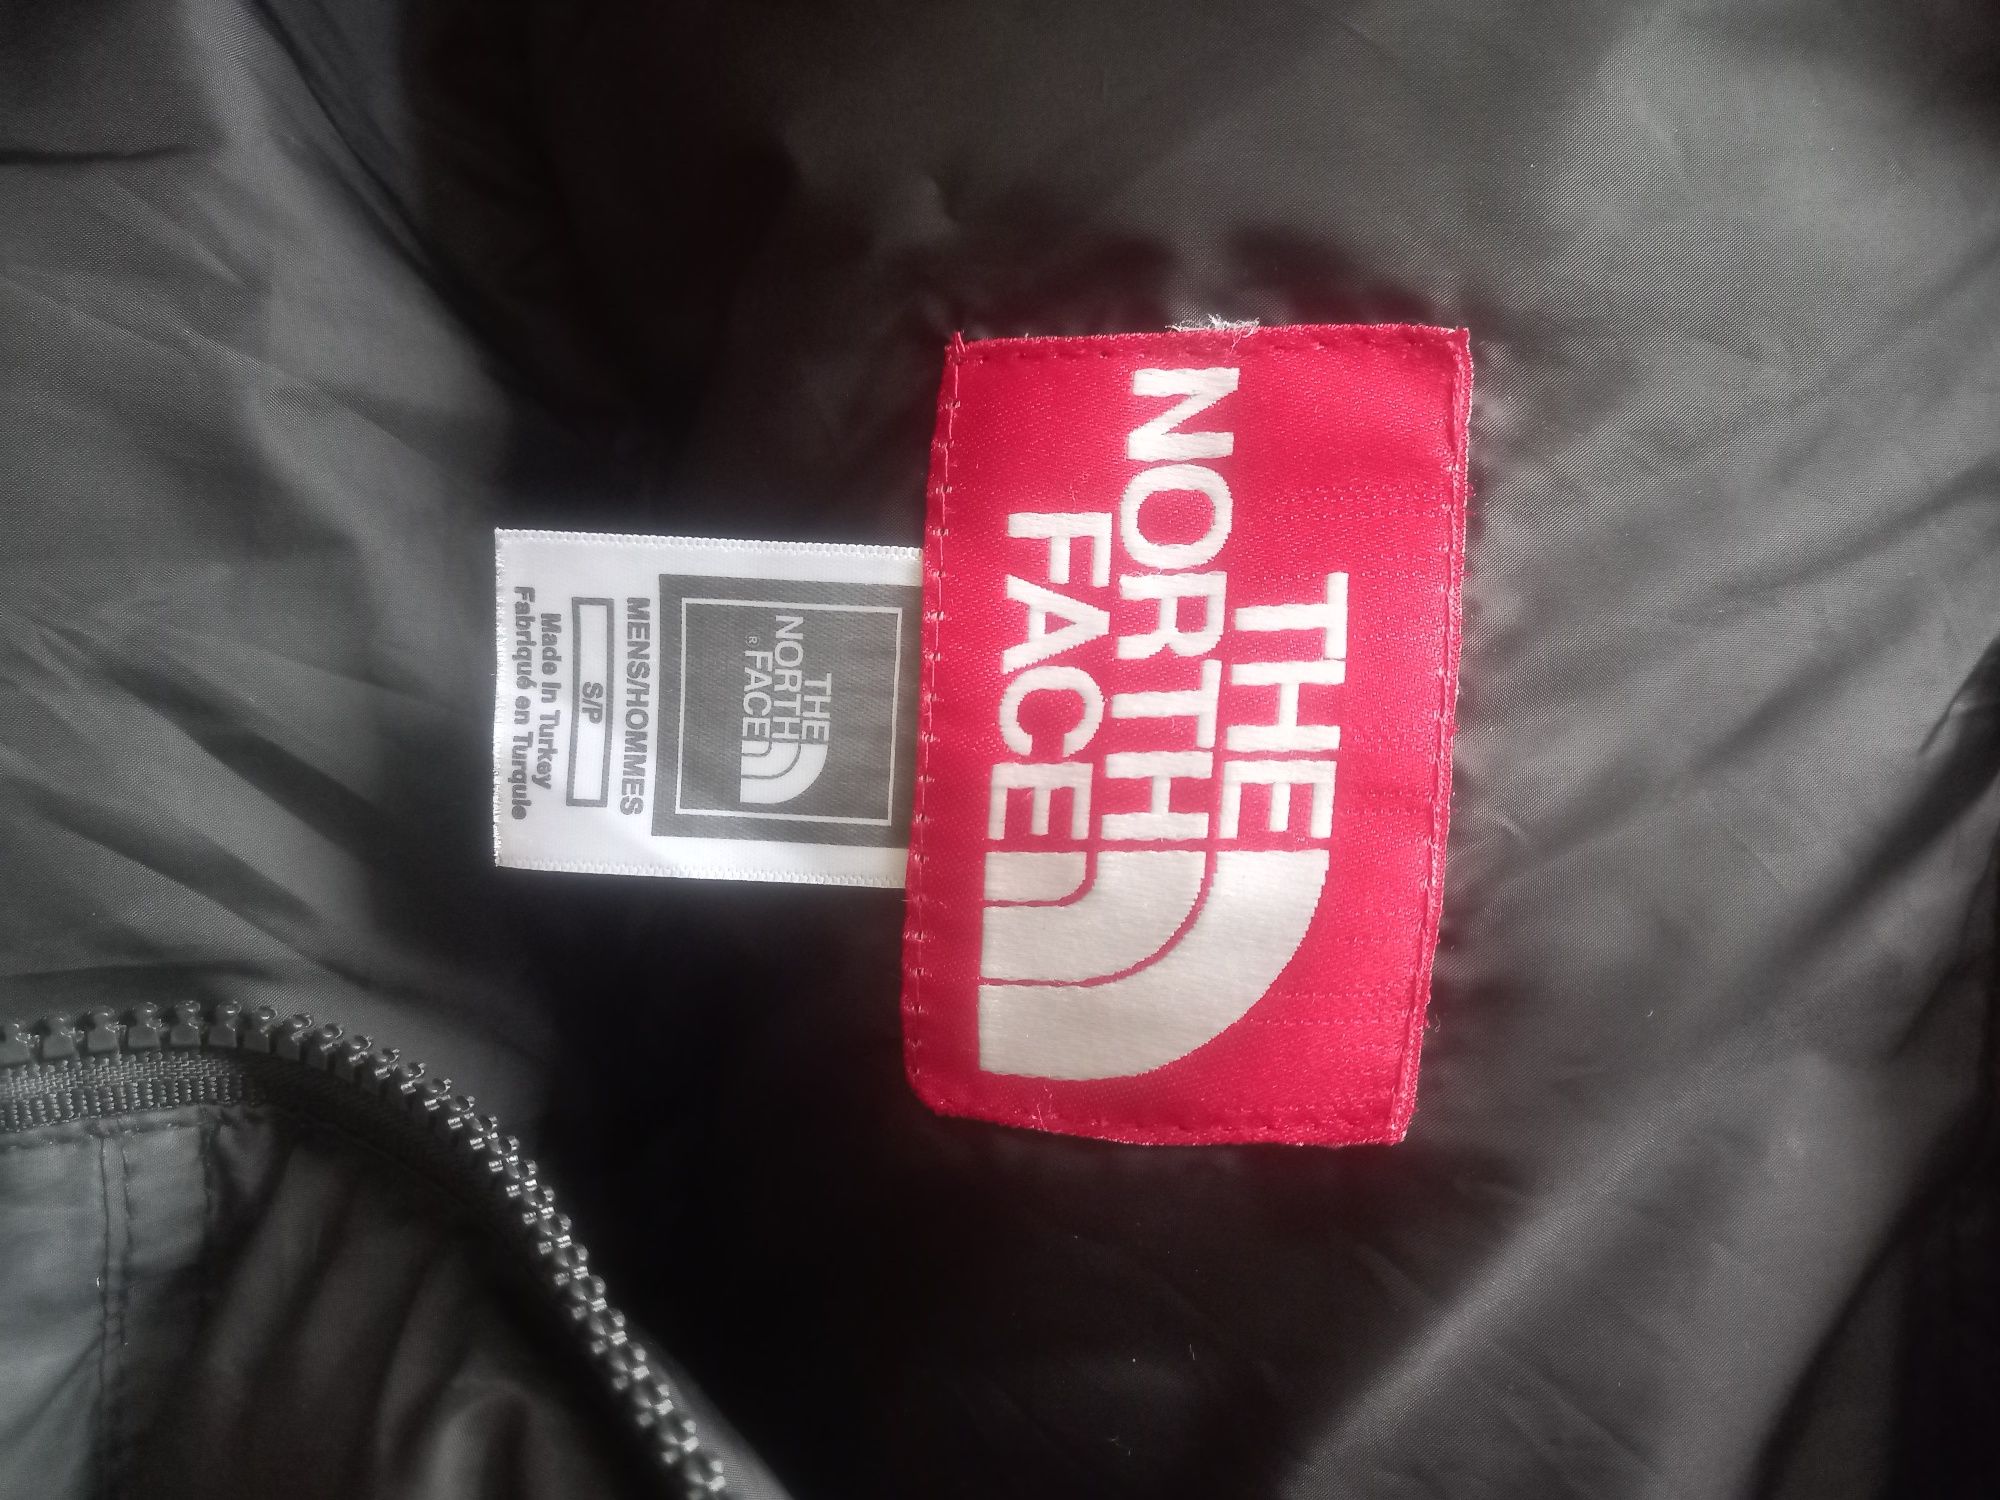 THE
NORTH
FACE
THE
NORTH
FACE
R
MENS/HOMMES
S/P
Made In Turkey
Fabriqué en Turquie